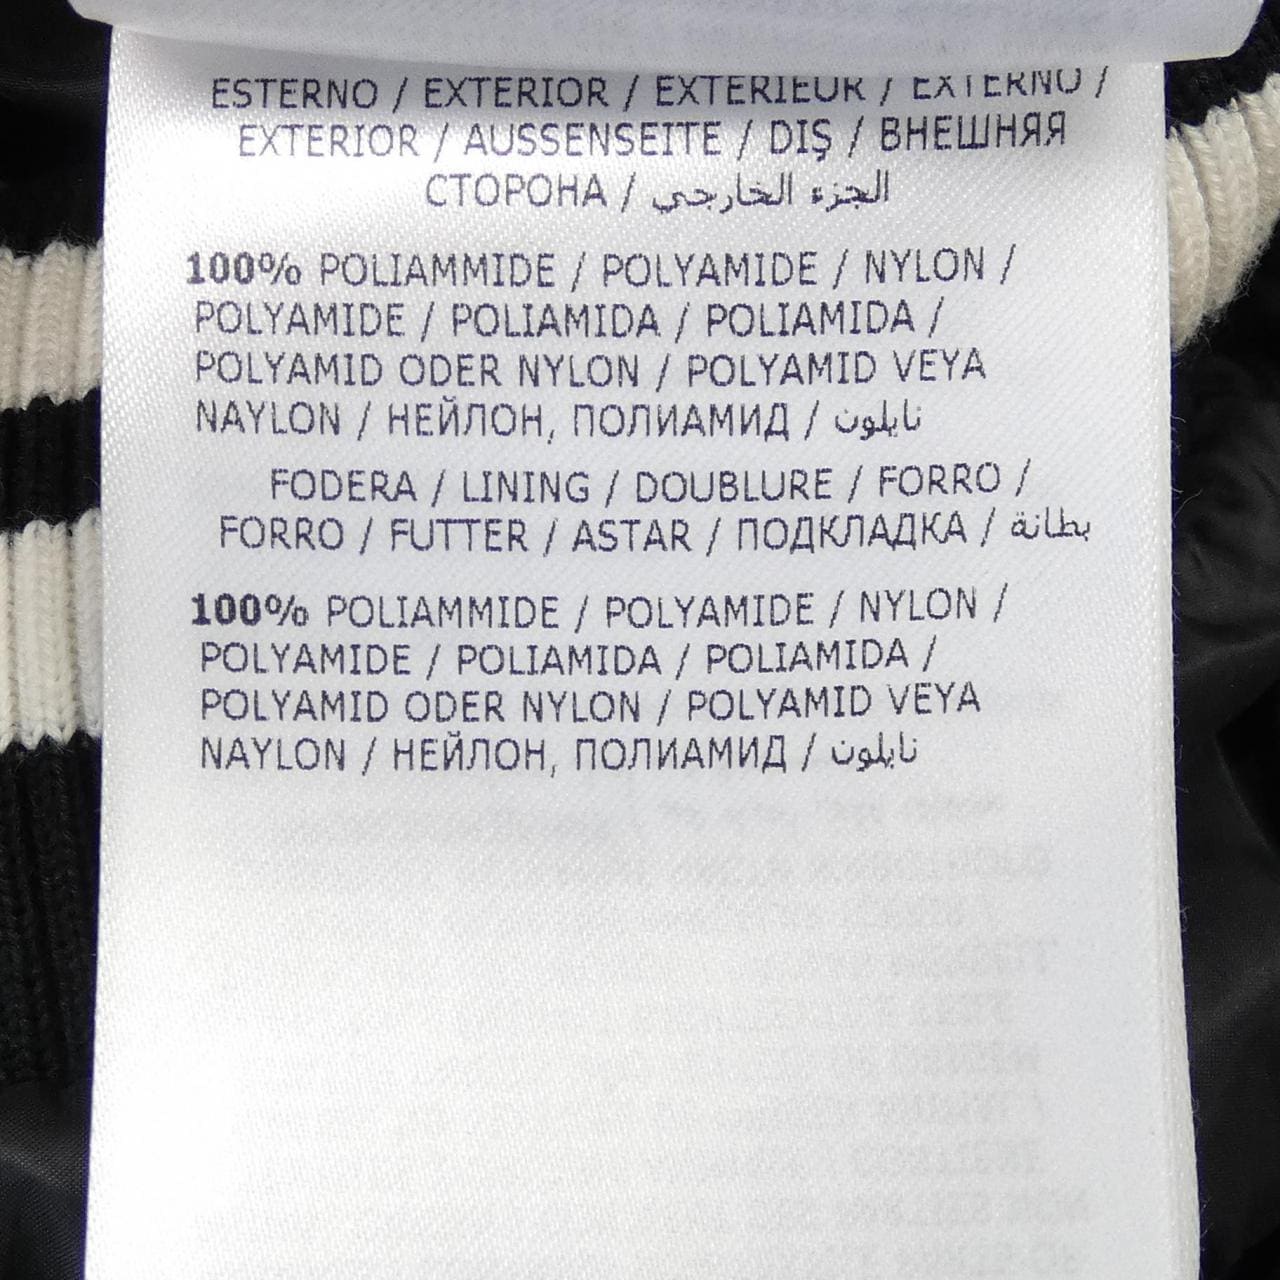 ESTERNO / EXTERIOR / EXTERIEUR / EXTERNO /
EXTERIOR / AUSSENSEITE / DIŞ / ВНЕШНЯЯ
СТОРОНА / الجزء الخارجي
100% POLIAMMIDE / POLYAMIDE / NYLON /
POLYAMIDE / POLIAMIDA / POLIAMIDA /
POLYAMID ODER NYLON / POLYAMID VEYA
NAYLON / НЕЙЛОН, ПОЛИАМИД / نايلون
FODERA / LINING / DOUBLURE / FORRO /
FORRO / FUTTER / ASTAR / ПОДКЛАДКА / بطانة
100% POLIAMMIDE / POLYAMIDE / NYLON /
POLYAMIDE / POLIAMIDA / POLIAMIDA /
POLYAMID ODER NYLON / POLYAMID VEYA
NAYLON / НЕЙЛОН, ПОЛИАМИД / نايلون